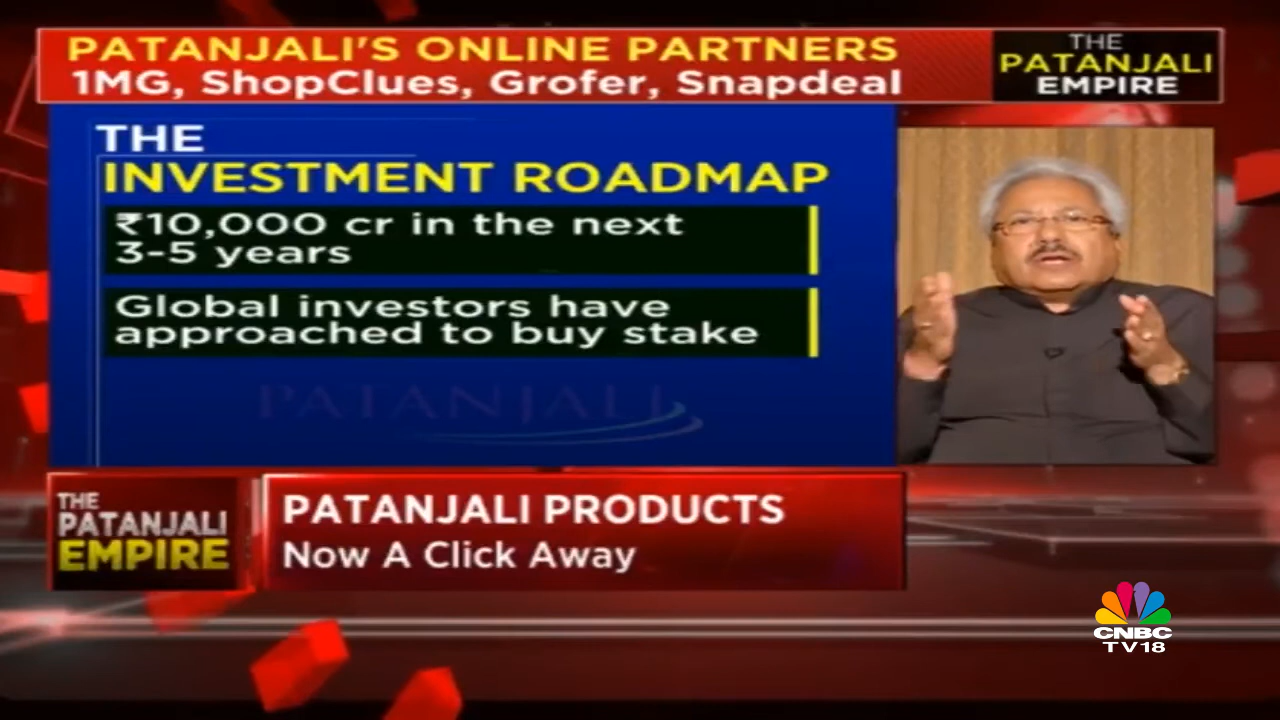 PATANJALI'S ONLINE PARTNERS
1MG, ShopClues, Grofer, Snapdeal
THE
PATANJALI
EMPIRE
THE
INVESTMENT ROADMAP
₹10,000 cr in the next
3-5 years
Global investors have
approached to buy stake
PATANJALI
THE
PATANJALI
EMPIRE
PATANJALI PRODUCTS
Now A Click Away
CNBC
TV18